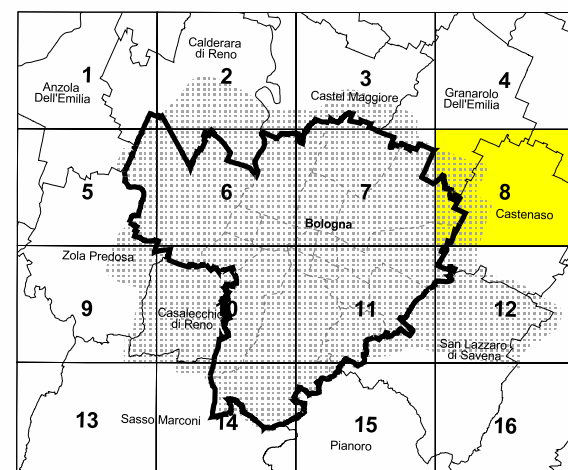 Calderara
di Reno
1
2
3
4
Anzola
Dell'Emilia
Castel Maggiore
Granarolo
Dell'Emilia
5
6
7
8
Castenaso
Bologna
Zola Predosa
9
10
11
12
Casalecchio
di Reno
San Lazzaro
di Savena
13
Sasso Marconi
14
15
16
Pianoro